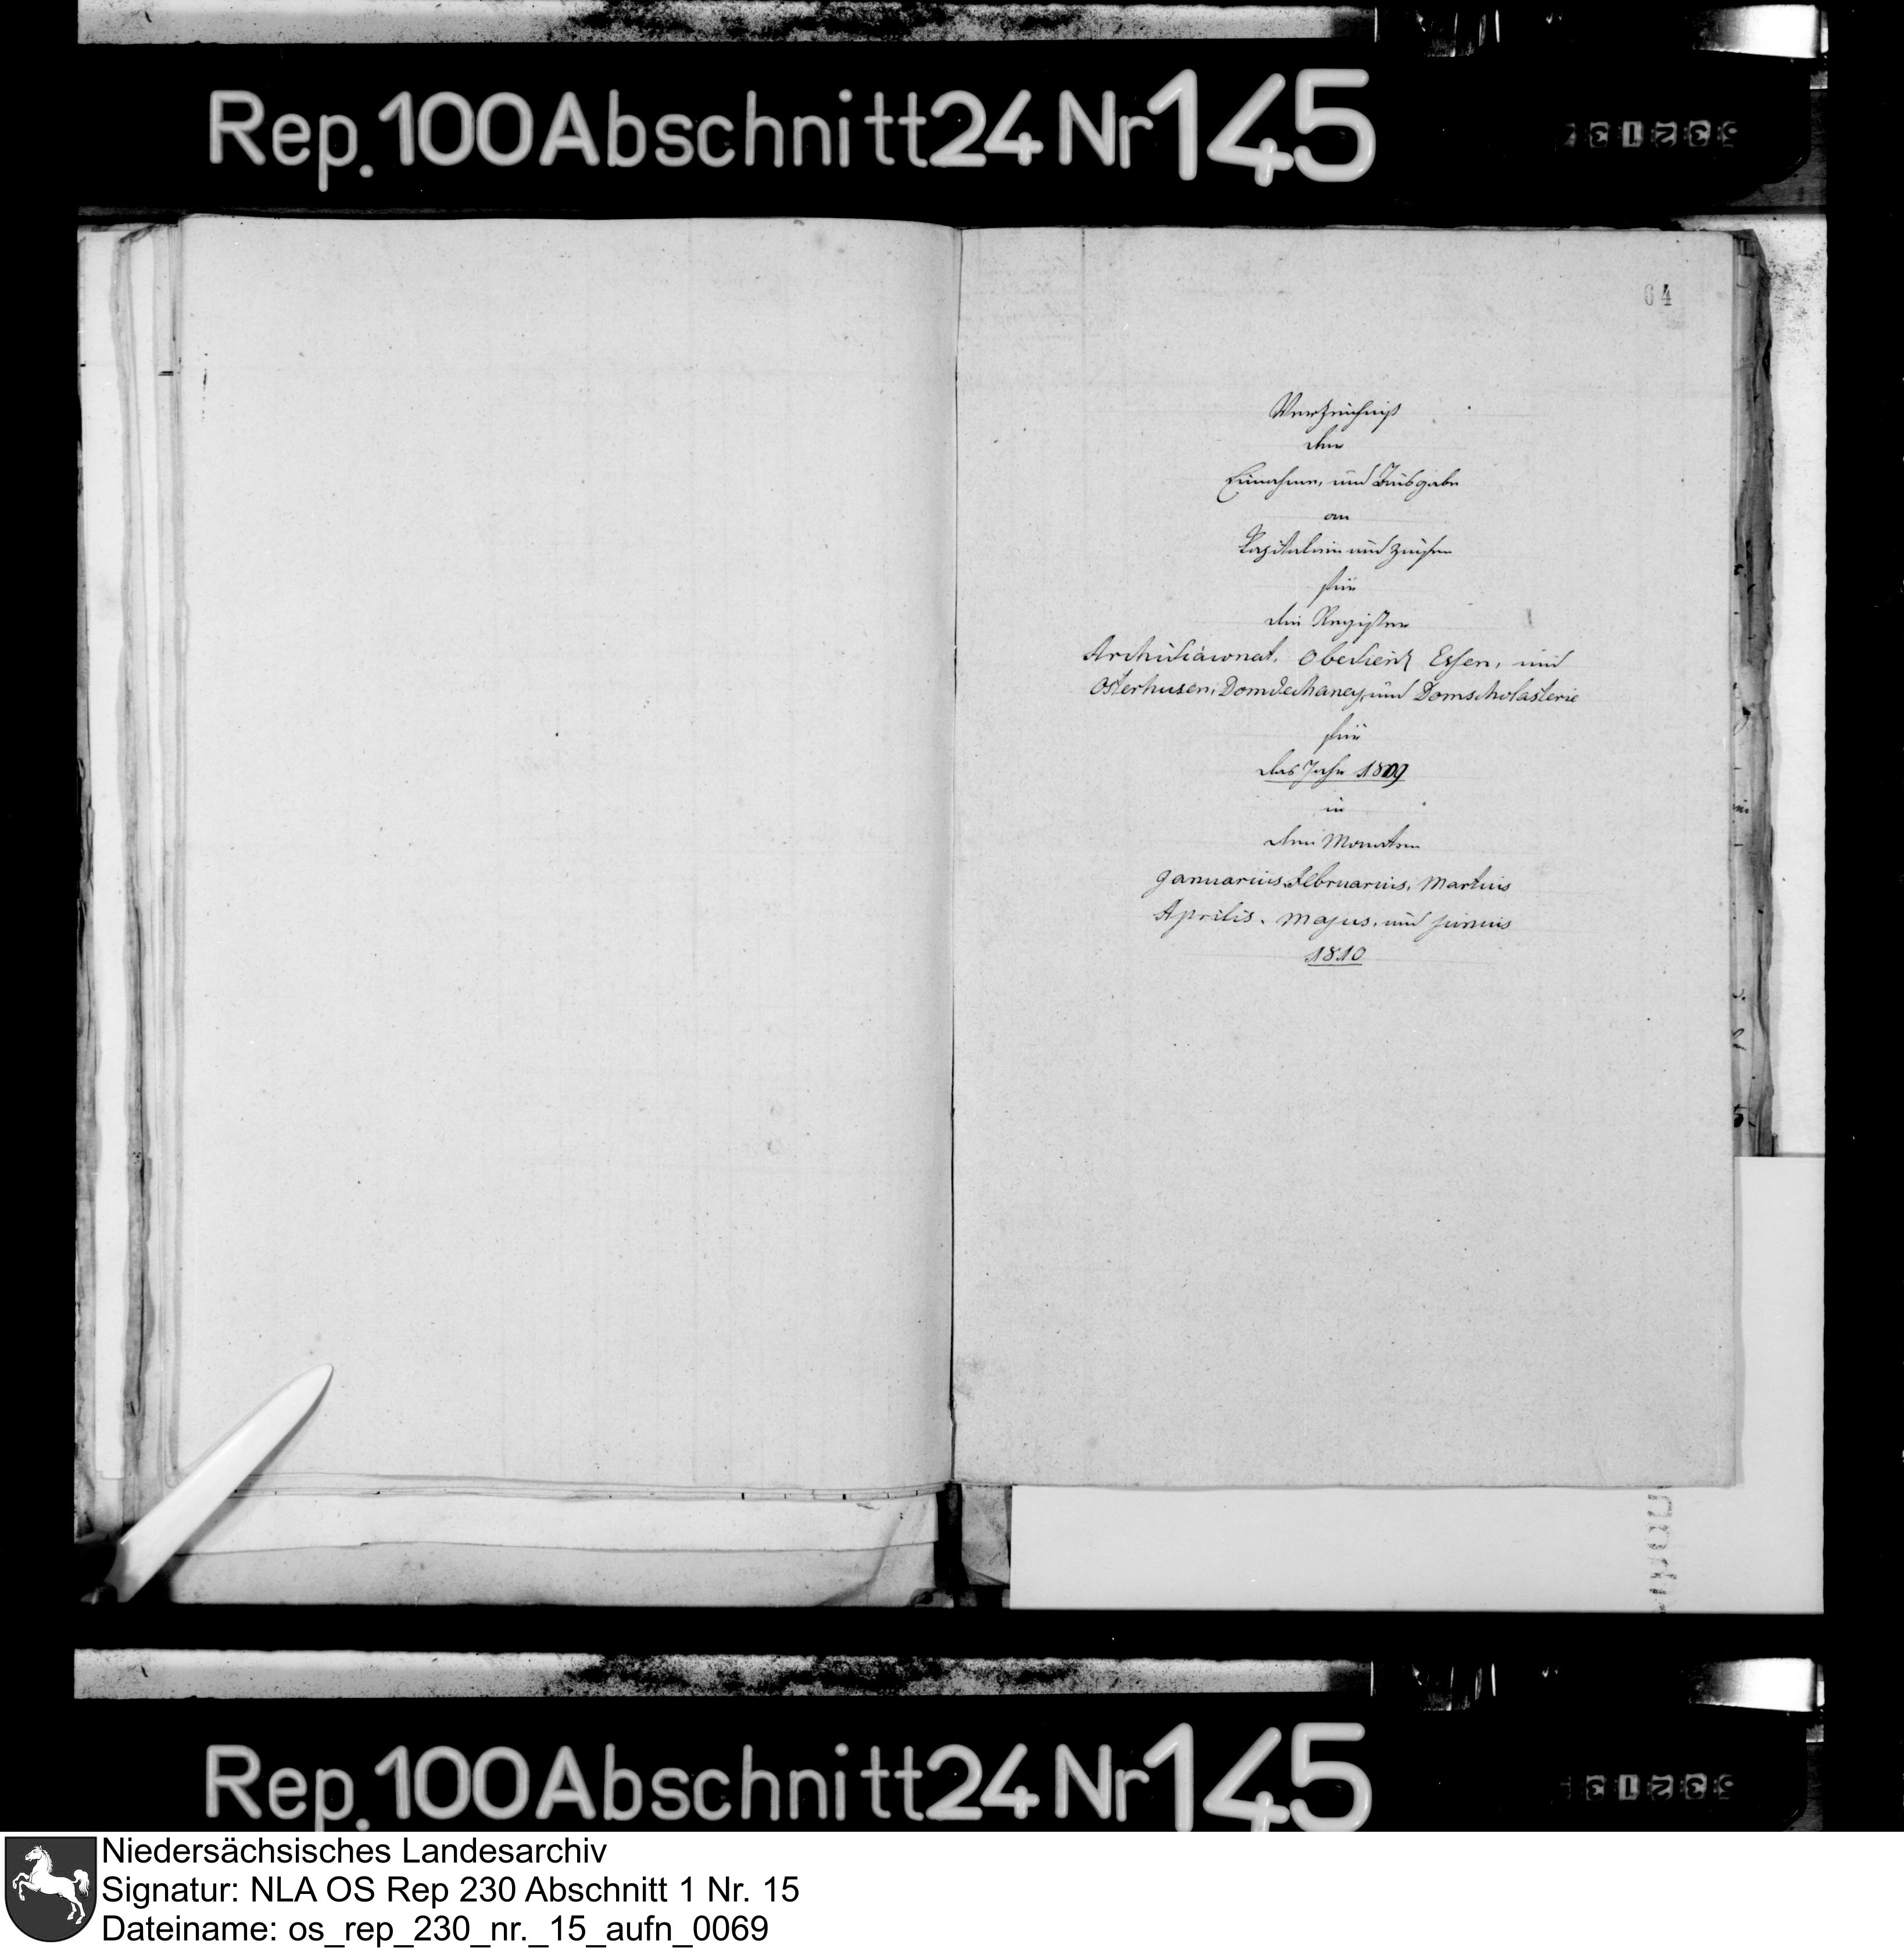 Rep. 100 Abschnitt 24 Nr 145
64
Verzeichniß
der
Einnahme, und Ausgabe
an
Kapitalien und Zinsen
für
die Register
Archidiaconat, Obedienz Essen, und
Osterhusen, Domdechaney, und Domscholasterie
für
das Jahr 1809
in
den Monaten
Januarius, Februarius, Martius
Aprilis, Majus, und Junius
1810
Rep. 100 Abschnitt 24 Nr 145
Niedersächsisches Landesarchiv
Signatur: NLA OS Rep 230 Abschnitt 1 Nr. 15
Dateiname: os_rep_230_nr._15_aufn_0069